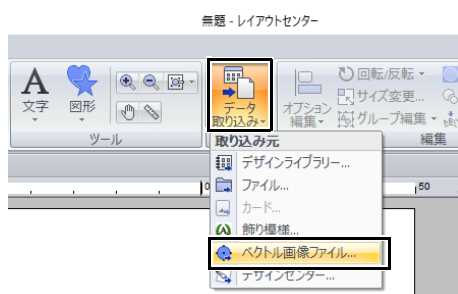 無題 - レイアウトセンター
文字
図形
ツール
データ
取り込み
オプション
編集
回転/反転
サイズ変更...
グループ編集
編集
取り込み元
デザインライブラリー...
ファイル...
カード...
飾り模様...
ベクトル画像ファイル...
デザインセンター...
0
50